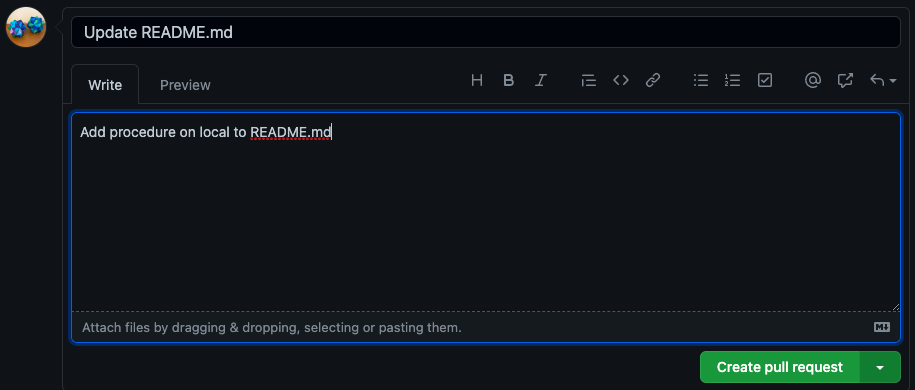 Update README.md
Write
Preview
H B I
Add procedure on local to README.md
Attach files by dragging & dropping, selecting or pasting them.
Create pull request